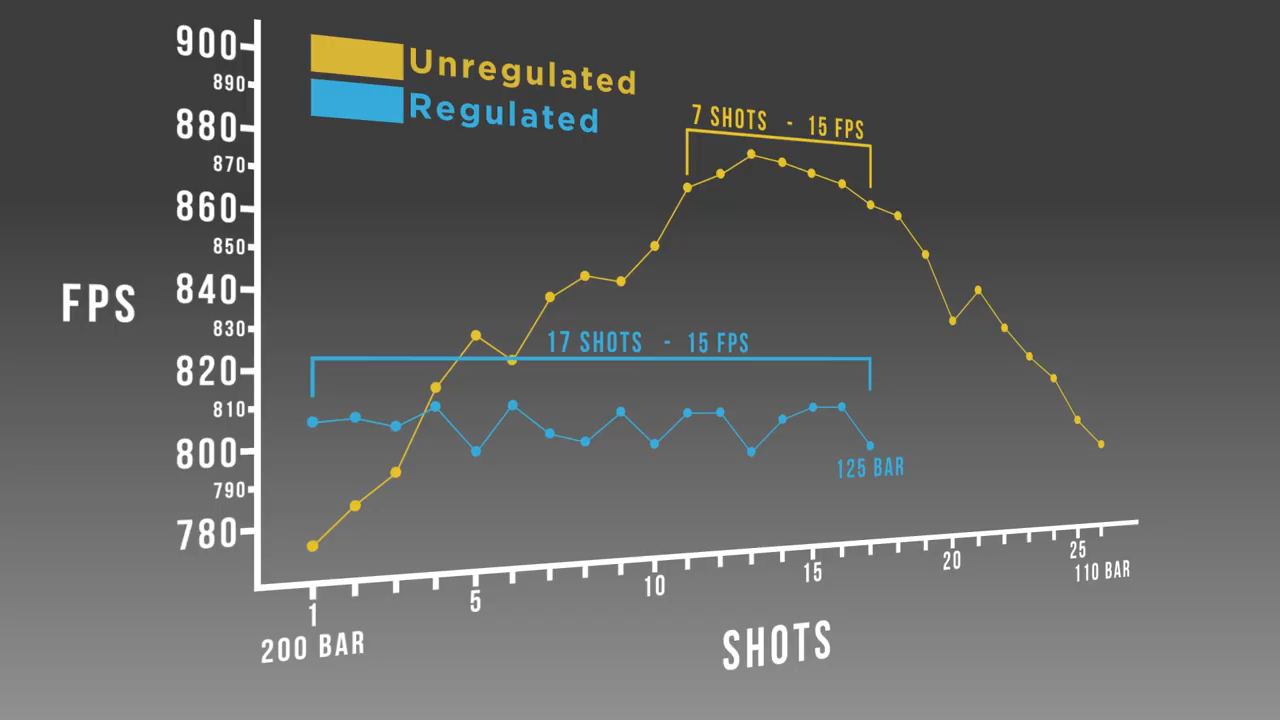 Unregulated
Regulated
900
890
880
870
860
850
840
830
820
810
800
790
780
FPS
7 SHOTS - 15 FPS
17 SHOTS - 15 FPS
125 BAR
1
5
10
15
20
25
200 BAR
110 BAR
SHOTS